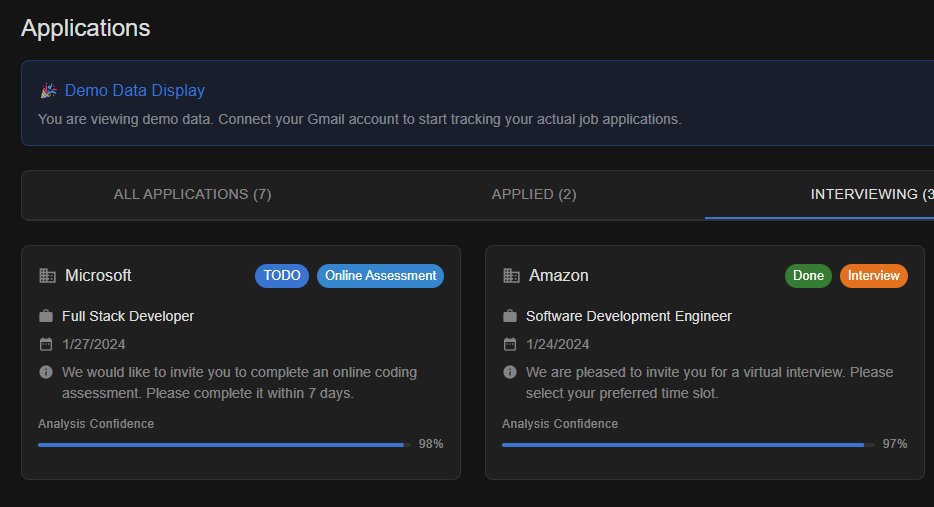 Applications
🎉 Demo Data Display
You are viewing demo data. Connect your Gmail account to start tracking your actual job applications.
ALL APPLICATIONS (7)
APPLIED (2)
INTERVIEWING (3
Microsoft
TODO
Online Assessment
Full Stack Developer
1/27/2024
We would like to invite you to complete an online coding
assessment. Please complete it within 7 days.
Analysis Confidence
98%
Amazon
Done
Interview
Software Development Engineer
1/24/2024
We are pleased to invite you for a virtual interview. Please
select your preferred time slot.
Analysis Confidence
97%